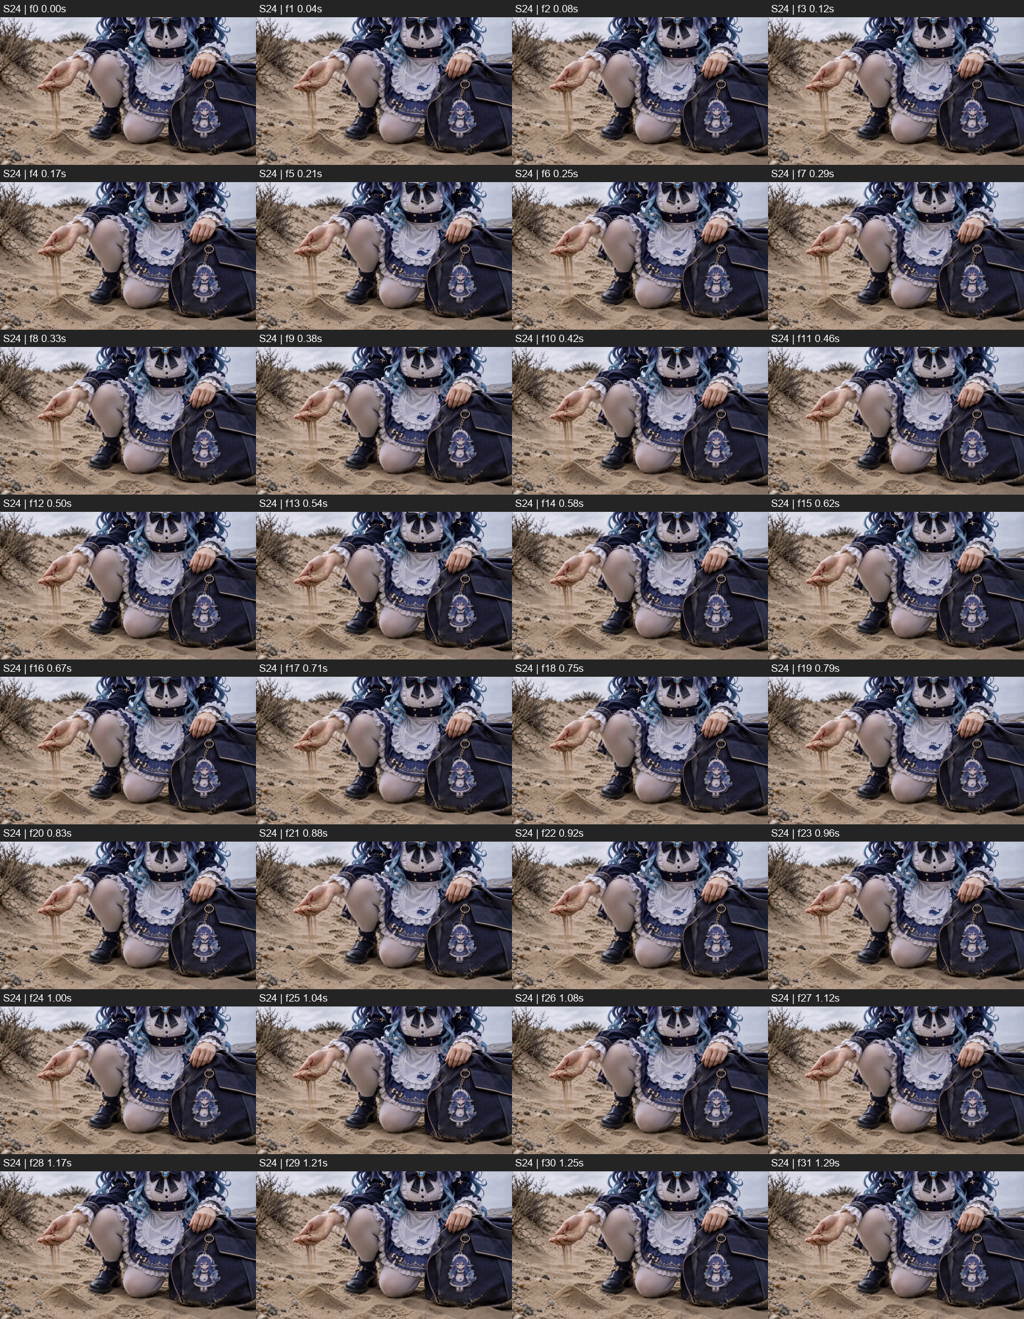 S24 | f0 0.00s
S24 | f1 0.04s
S24 | f2 0.08s
S24 | f3 0.12s
S24 | f4 0.17s
S24 | f5 0.21s
S24 | f6 0.25s
S24 | f7 0.29s
S24 | f8 0.33s
S24 | f9 0.38s
S24 | f10 0.42s
S24 | f11 0.46s
S24 | f12 0.50s
S24 | f13 0.54s
S24 | f14 0.58s
S24 | f15 0.62s
S24 | f16 0.67s
S24 | f17 0.71s
S24 | f18 0.75s
S24 | f19 0.79s
S24 | f20 0.83s
S24 | f21 0.88s
S24 | f22 0.92s
S24 | f23 0.96s
S24 | f24 1.00s
S24 | f25 1.04s
S24 | f26 1.08s
S24 | f27 1.12s
S24 | f28 1.17s
S24 | f29 1.21s
S24 | f30 1.25s
S24 | f31 1.29s